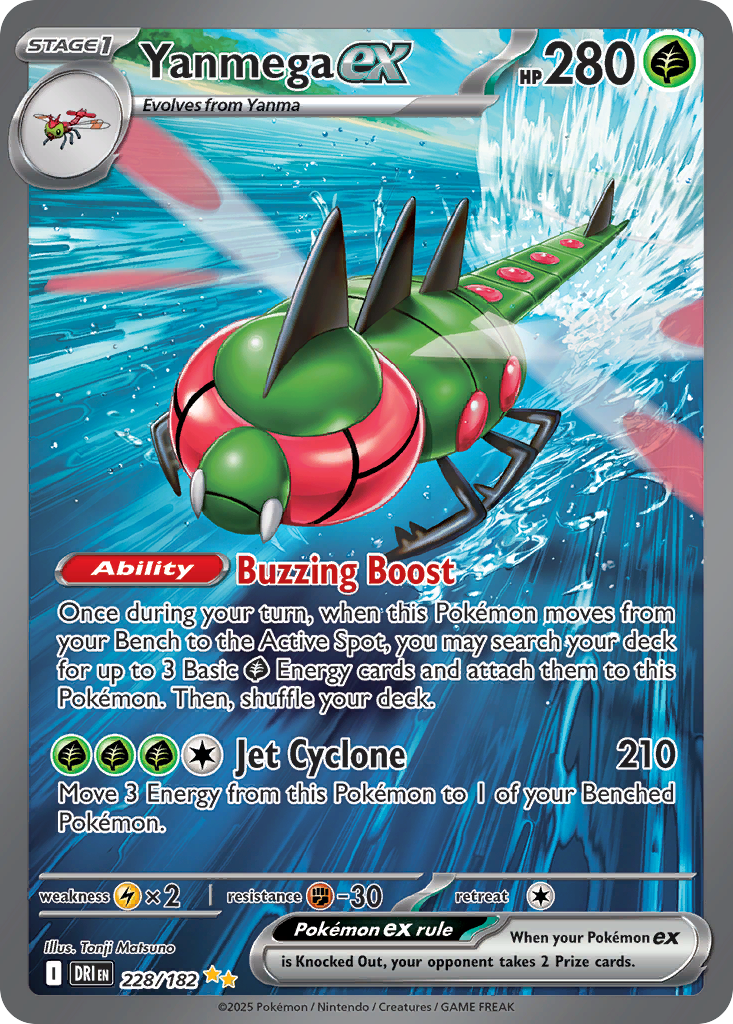 STAGE1
Yanmega ex
HP 280
Evolves from Yanma
Ability Buzzing Boost
Once during your turn, when this Pokémon moves from
your Bench to the Active Spot, you may search your deck
for up to 3 Basic Energy cards and attach them to this
Pokémon. Then, shuffle your deck.
Jet Cyclone 210
Move 3 Energy from this Pokémon to 1 of your Benched
Pokémon.
weakness ×2 resistance -30 retreat
Illus. Tonji Matsuno
Pokémon ex rule
When your Pokémon ex
is Knocked Out, your opponent takes 2 Prize cards.
I DRI EN 228/182
©2025 Pokémon / Nintendo / Creatures / GAME FREAK